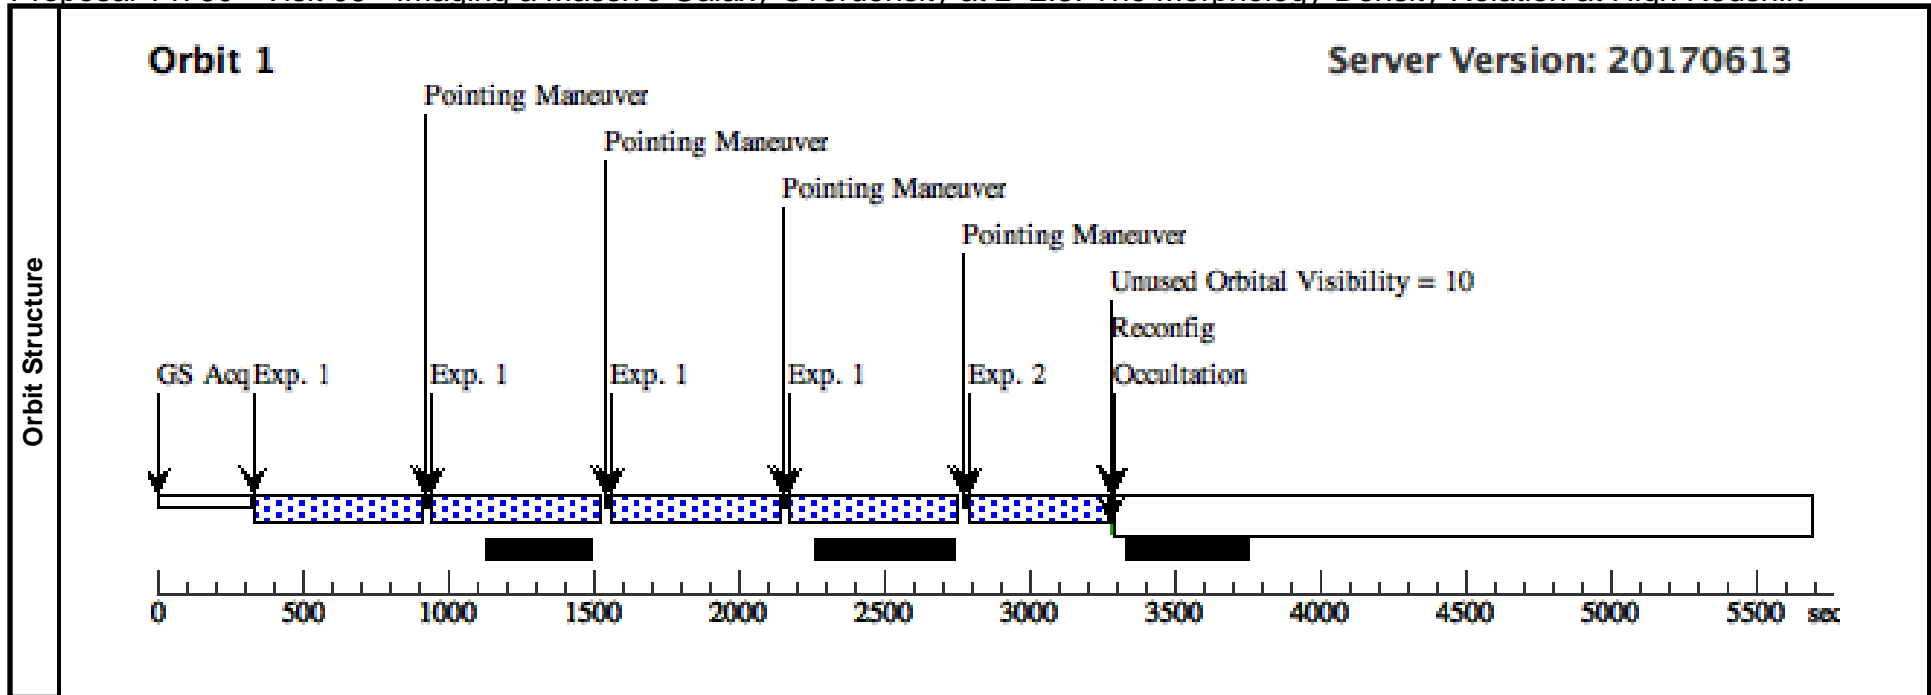 Orbit 1
Server Version: 20170613
Pointing Maneuver
Pointing Maneuver
Pointing Maneuver
Pointing Maneuver
Unused Orbital Visibility = 10
Reconfig
GS Acq Exp. 1 Exp. 1 Exp. 1 Exp. 1 Exp. 2 Occultation
Orbit Structure
0 500 1000 1500 2000 2500 3000 3500 4000 4500 5000 5500 sec